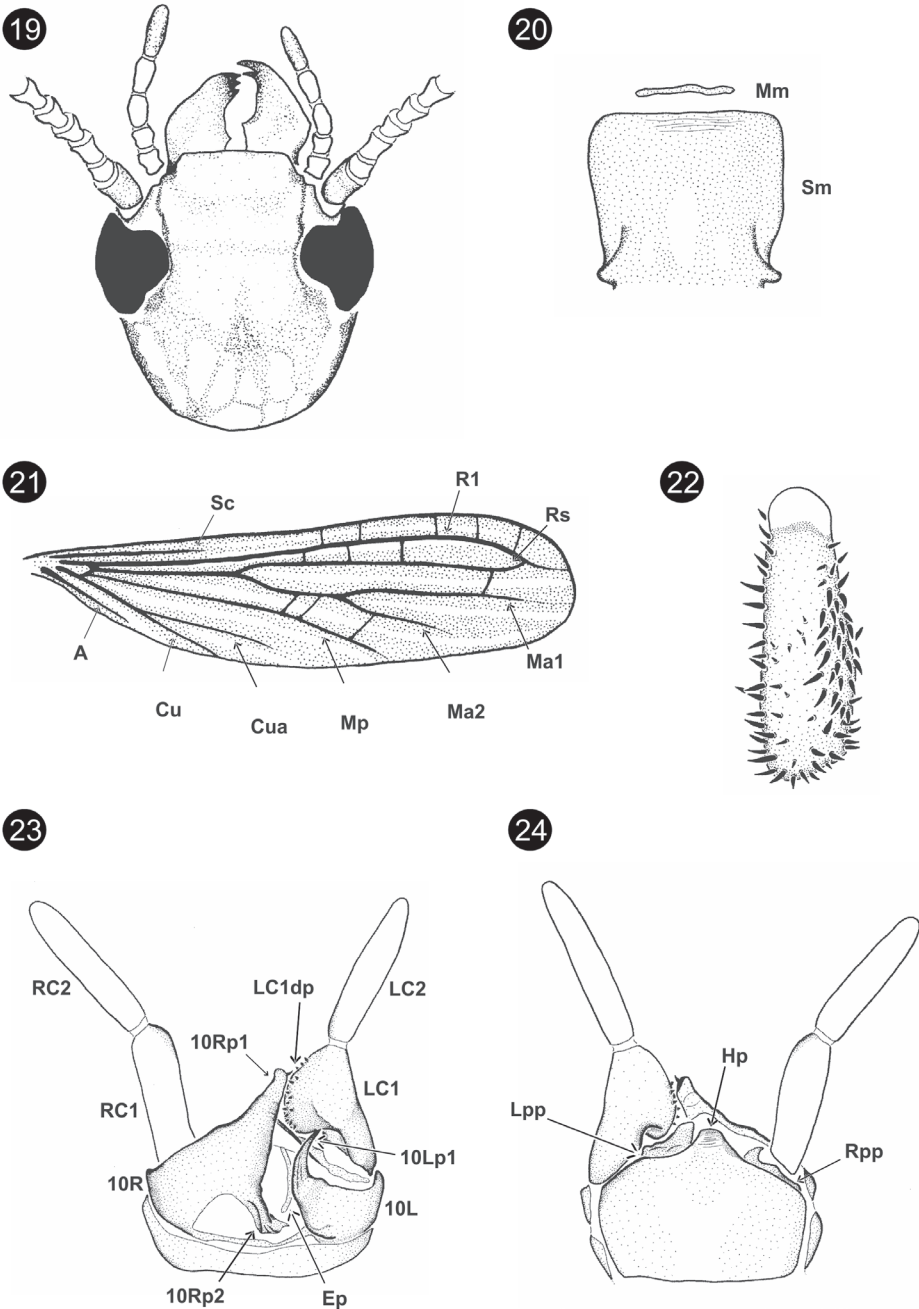 19
20
Mm
Sm
21
Sc
R1
Rs
A
Cu
Cua
Mp
Ma2
Ma1
22
23
RC2
LC1dp
LC2
10Rp1
RC1
LC1
10Lp1
10R
10L
10Rp2
Ep
24
Hp
Lpp
Rpp